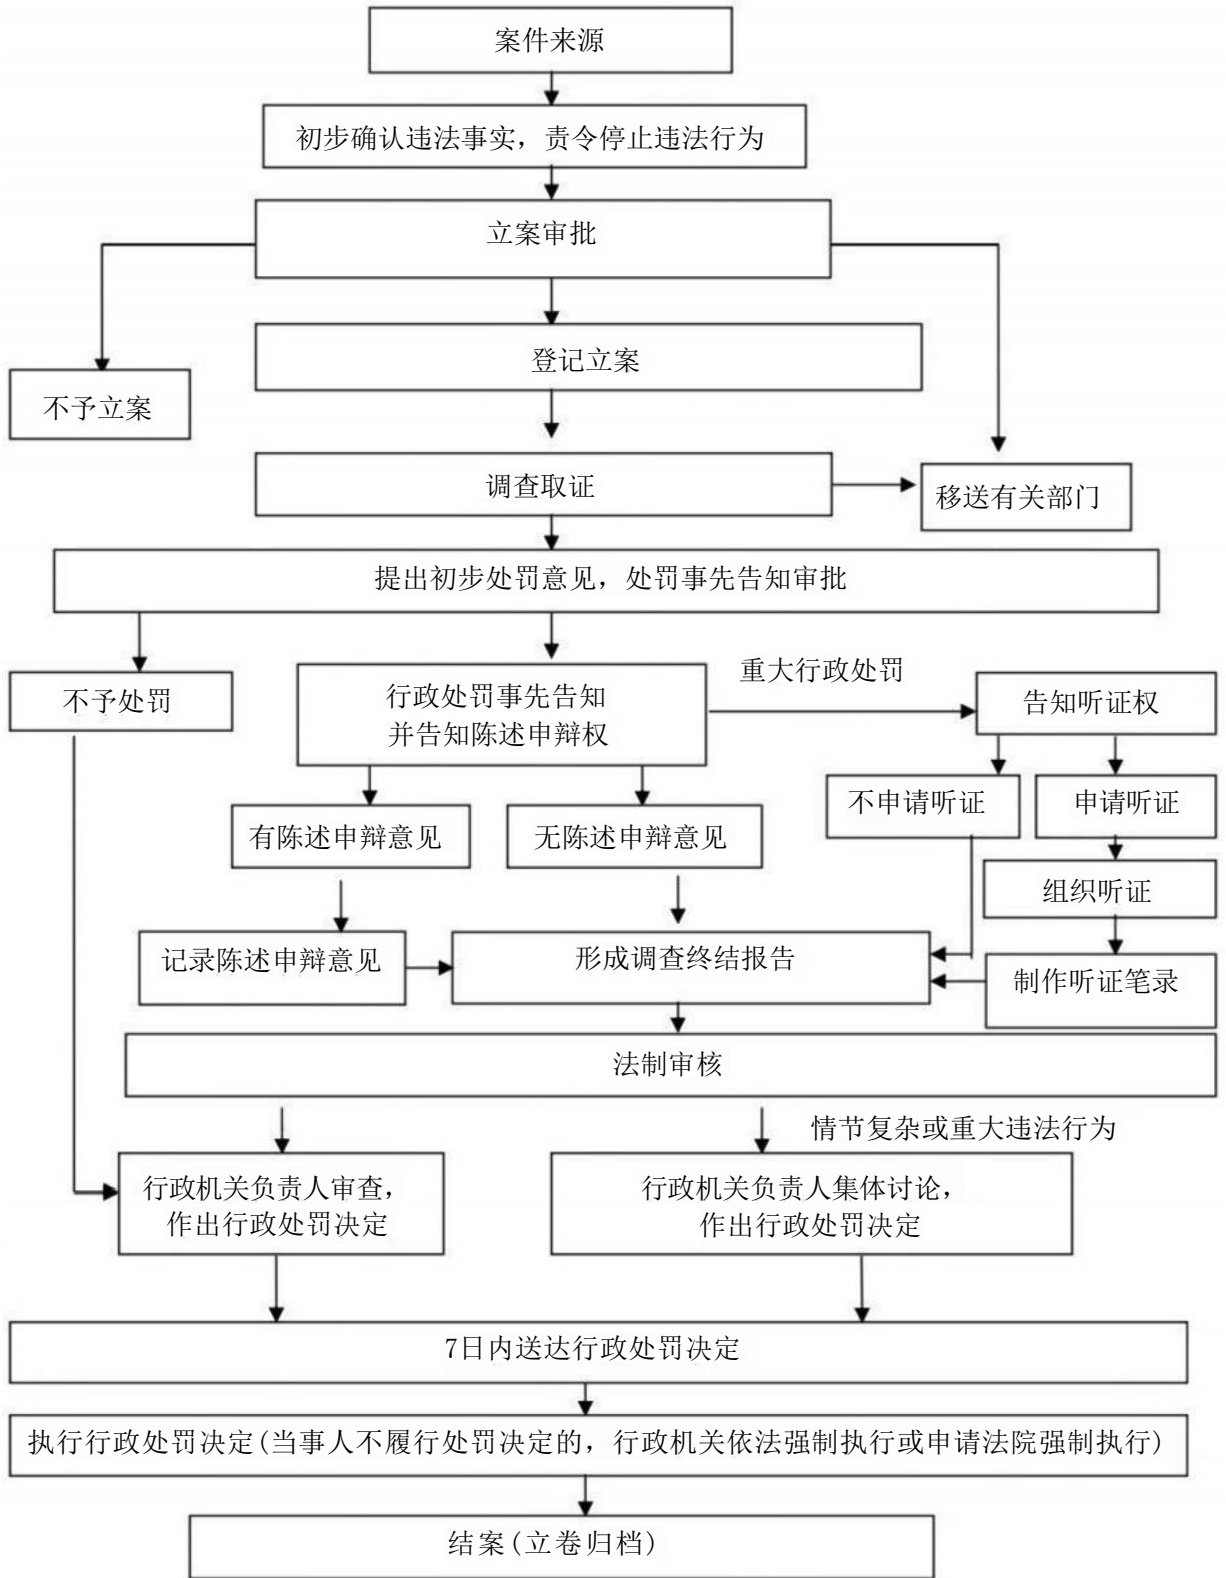 案件来源
初步确认违法事实，责令停止违法行为
立案审批
登记立案
不予立案
调查取证
移送有关部门
提出初步处罚意见，处罚事先告知审批
重大行政处罚
不予处罚
行政处罚事先告知
并告知陈述申辩权
告知听证权
不申请听证
申请听证
有陈述申辩意见
无陈述申辩意见
组织听证
记录陈述申辩意见
形成调查终结报告
制作听证笔录
法制审核
情节复杂或重大违法行为
行政机关负责人审查，
作出行政处罚决定
行政机关负责人集体讨论，
作出行政处罚决定
7日内送达行政处罚决定
执行行政处罚决定(当事人不履行处罚决定的，行政机关依法强制执行或申请法院强制执行)
结案(立卷归档)